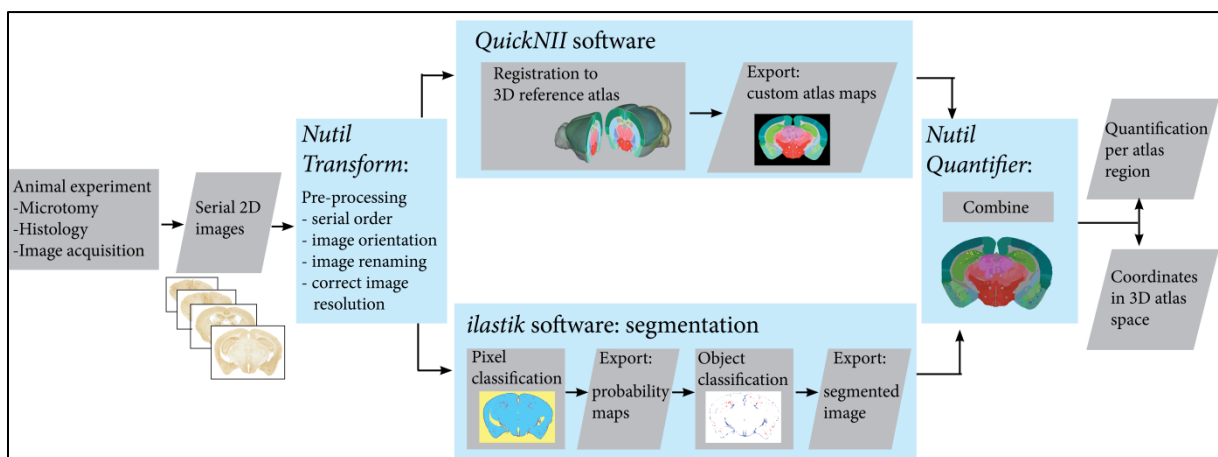 Animal experiment
-Microtomy
-Histology
-Image acquisition
Serial 2D
images
Nutil
Transform:
Pre-processing
- serial order
- image orientation
- image renaming
- correct image
resolution
QuickNII software
Registration to
3D reference atlas
Export:
custom atlas maps
ilastik software: segmentation
Pixel
classification
Export:
probability
maps
Object
classification
Export:
segmented
image
Nutil
Quantifier:
Combine
Quantification
per atlas
region
Coordinates
in 3D atlas
space